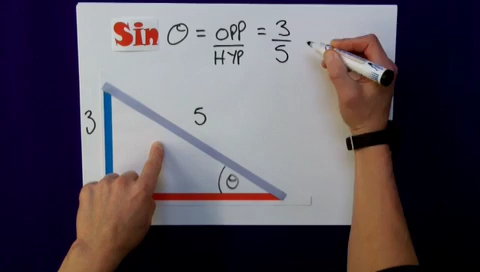 Sin θ = OPP/HYP = 3/5
3
5
θ